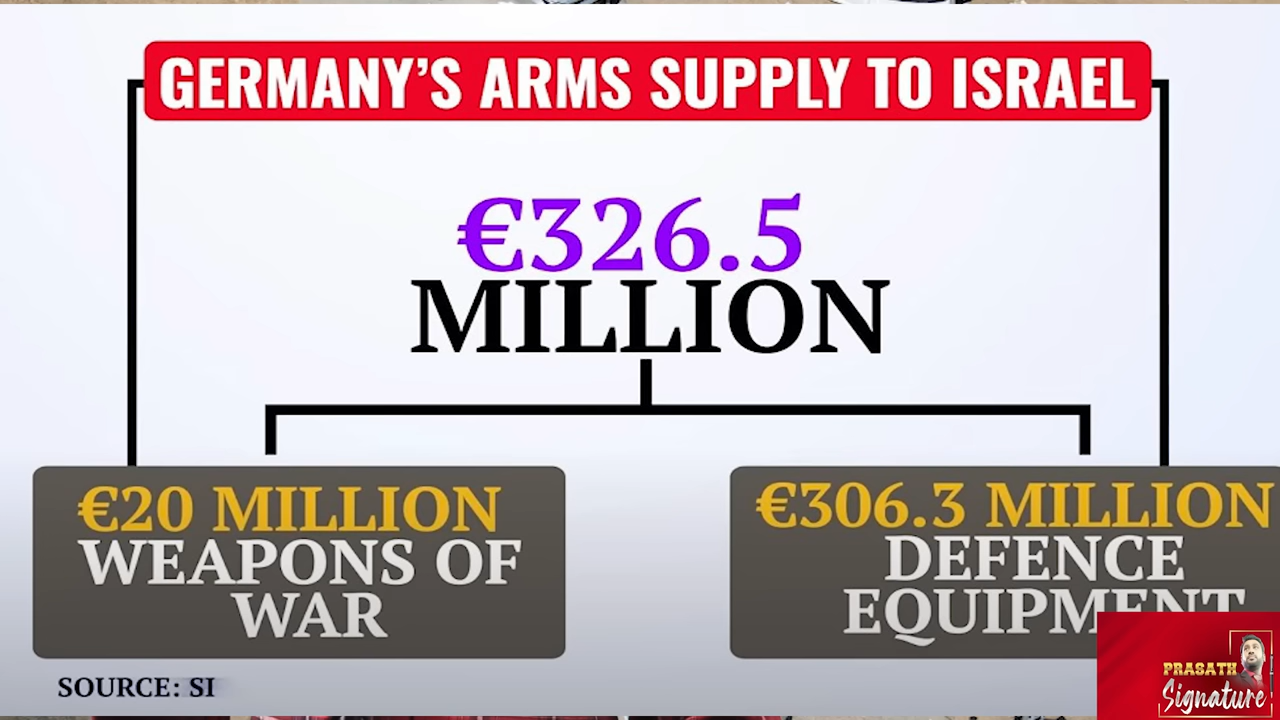 GERMANY'S ARMS SUPPLY TO ISRAEL
€326.5
MILLION
€20 MILLION
WEAPONS OF
WAR
€306.3 MILLION
DEFENCE
EQUIPMENT
SOURCE: SI
PRASATH
Signature